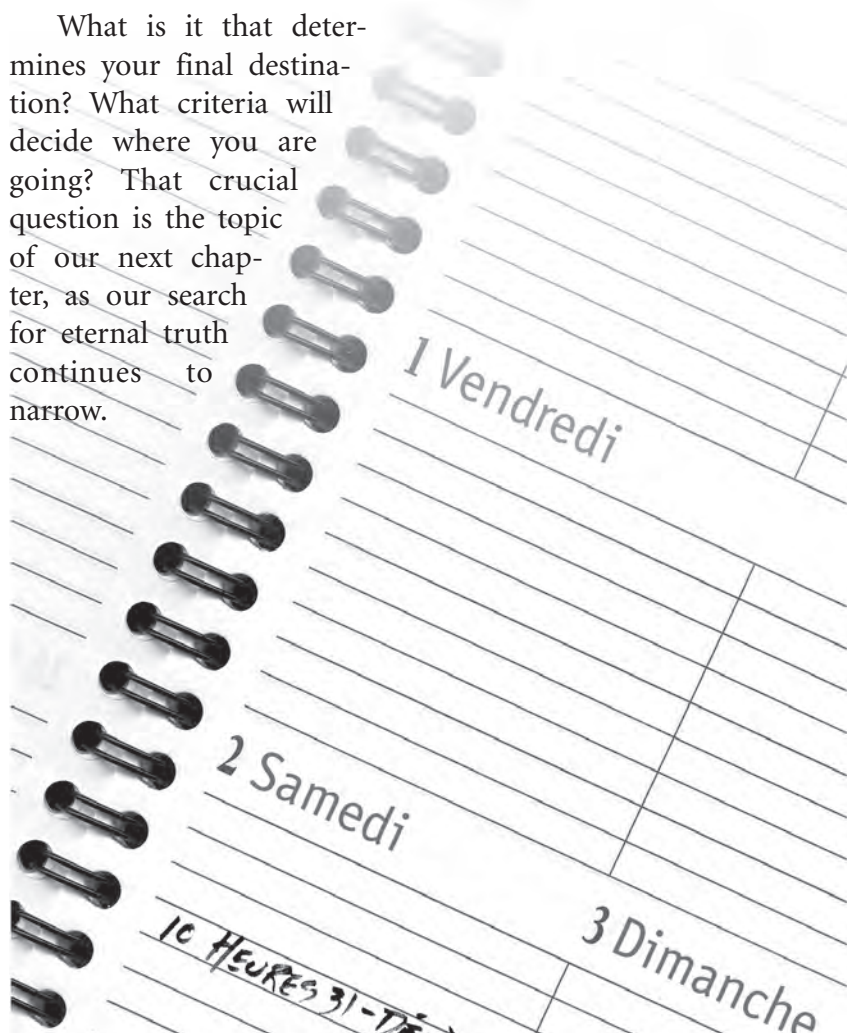 What is it that deter-
mines your final destina-
tion? What criteria will
decide where you are
going? That crucial
question is the topic
of our next chap-
ter, as our search
for eternal truth
continues to
narrow.
1 Vendredi
2 Samedi
3 Dimanche
10 HEURES 31-